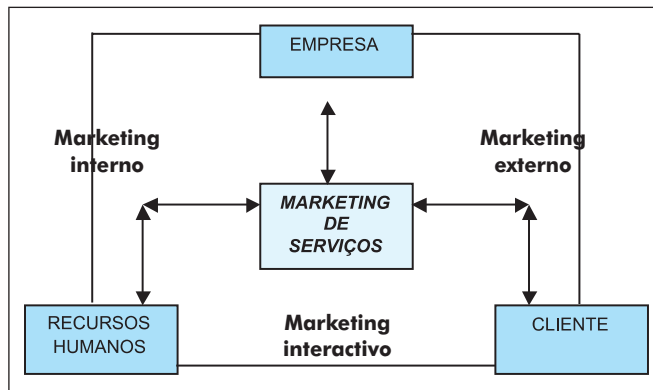 EMPRESA
Marketing
interno
Marketing
externo
MARKETING
DE
SERVIÇOS
RECURSOS
HUMANOS
Marketing
interactivo
CLIENTE